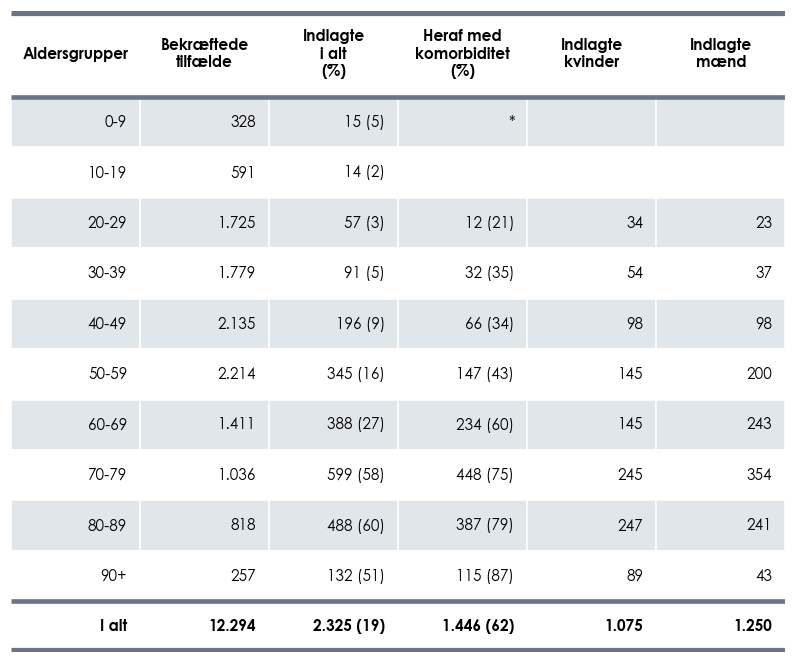 Aldersgrupper Bekræftede tilfælde Indlagte i alt (%) Heraf med komorbiditet (%) Indlagte kvinder Indlagte mænd
0-9 328 15 (5) *
10-19 591 14 (2)
20-29 1.725 57 (3) 12 (21) 34 23
30-39 1.779 91 (5) 32 (35) 54 37
40-49 2.135 196 (9) 66 (34) 98 98
50-59 2.214 345 (16) 147 (43) 145 200
60-69 1.411 388 (27) 234 (60) 145 243
70-79 1.036 599 (58) 448 (75) 245 354
80-89 818 488 (60) 387 (79) 247 241
90+ 257 132 (51) 115 (87) 89 43
I alt 12.294 2.325 (19) 1.446 (62) 1.075 1.250